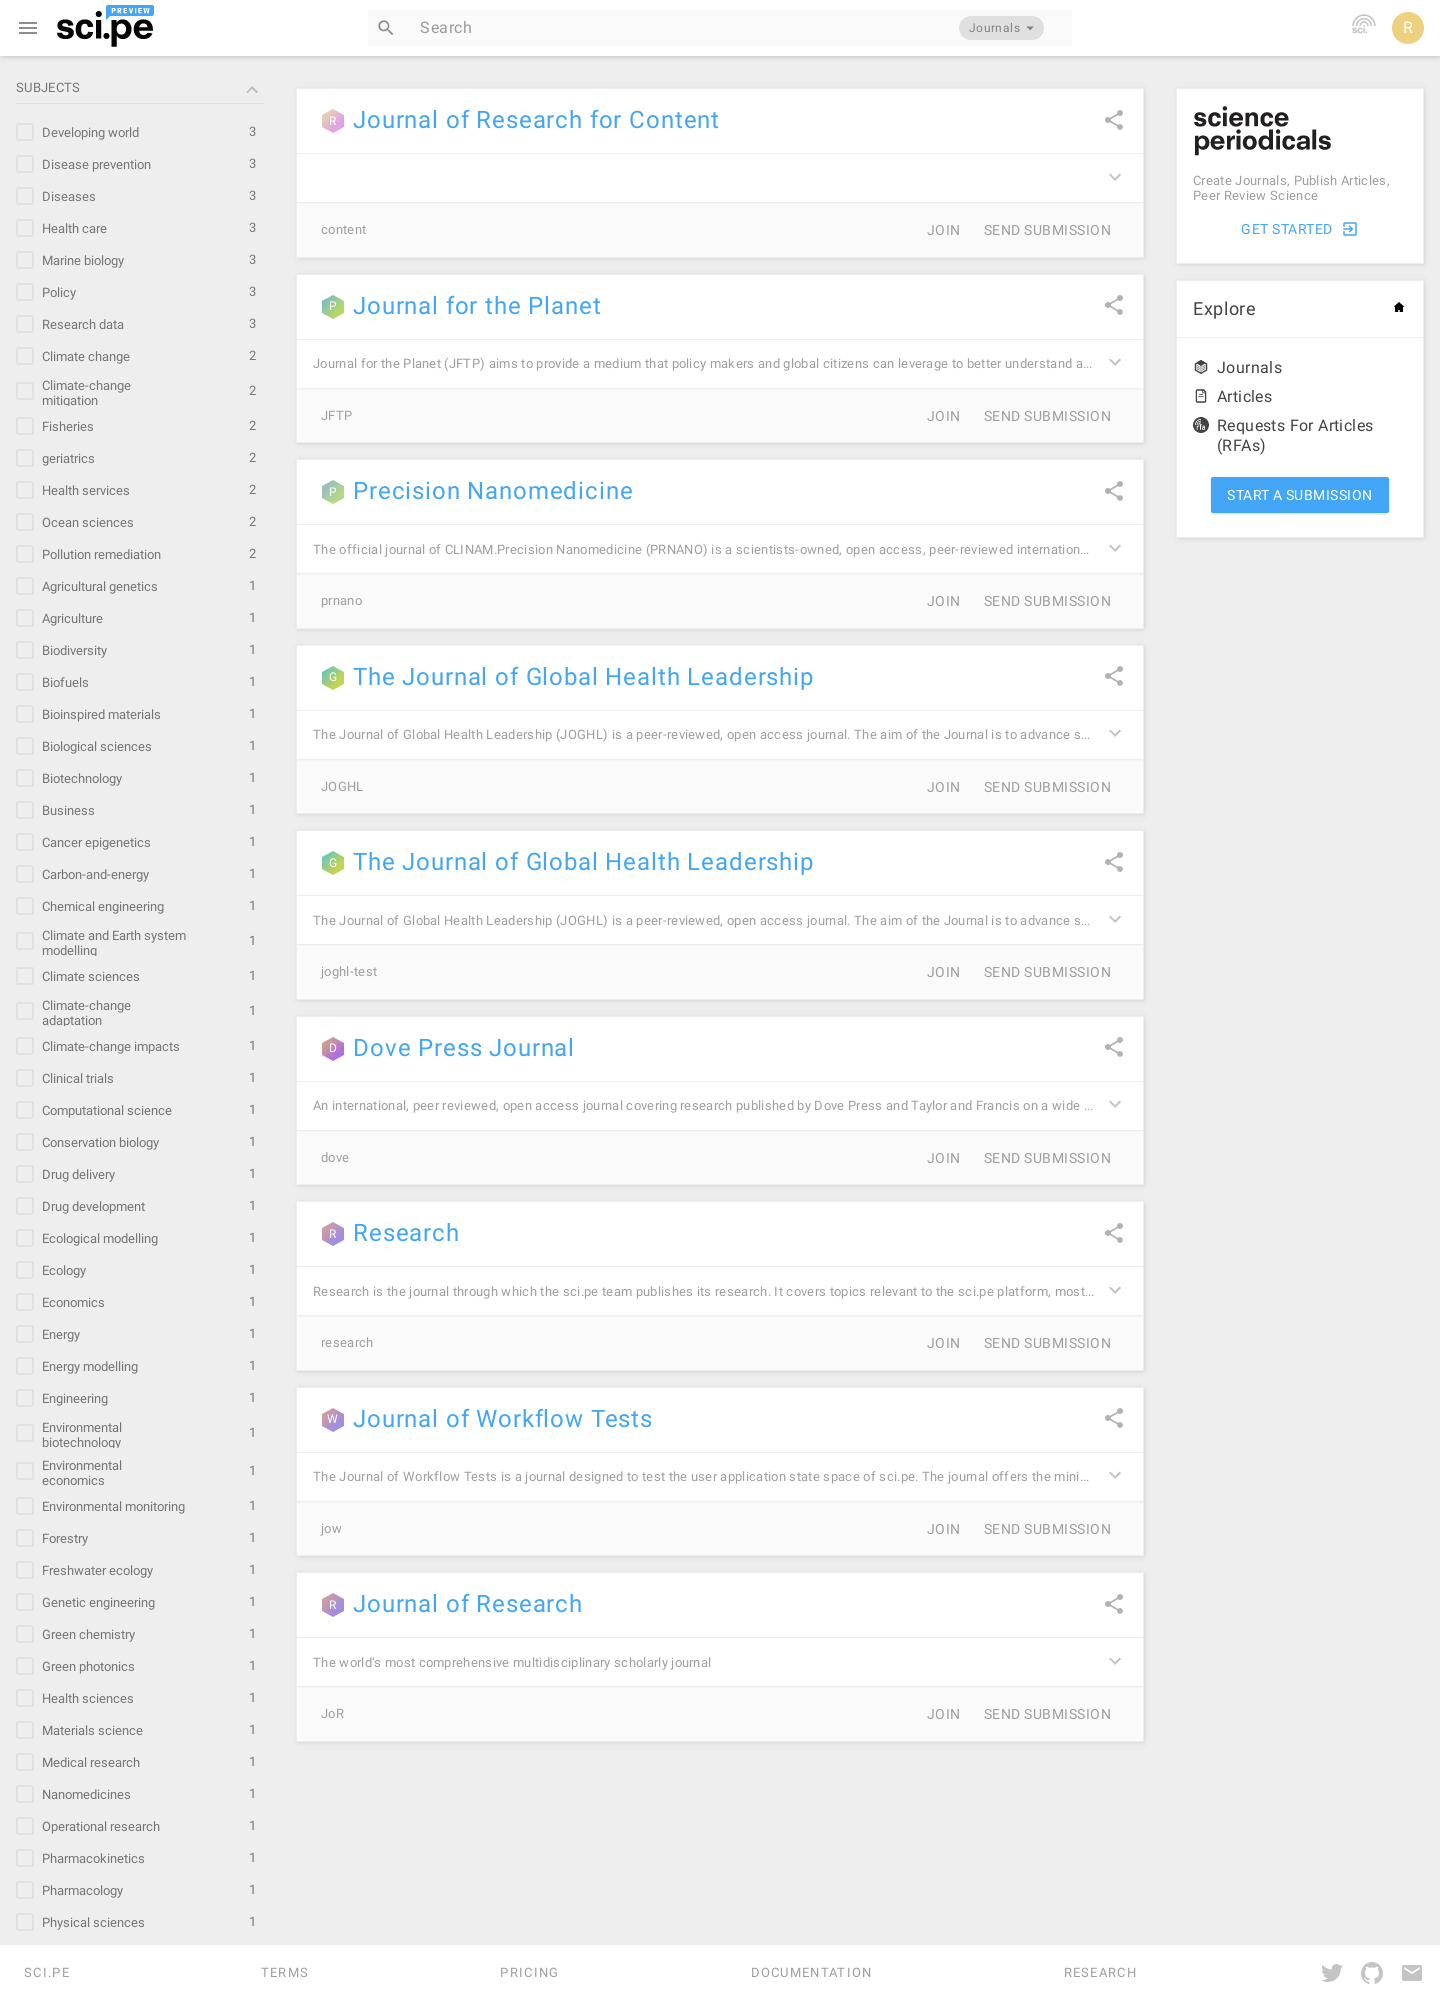 sci.pe
PREVIEW
Search
Journals
sci.
R
SUBJECTS
Developing world 3
Disease prevention 3
Diseases 3
Health care 3
Marine biology 3
Policy 3
Research data 3
Climate change 2
Climate-change
mitigation 2
Fisheries 2
geriatrics 2
Health services 2
Ocean sciences 2
Pollution remediation 2
Agricultural genetics 1
Agriculture 1
Biodiversity 1
Biofuels 1
Bioinspired materials 1
Biological sciences 1
Biotechnology 1
Business 1
Cancer epigenetics 1
Carbon-and-energy 1
Chemical engineering 1
Climate and Earth system
modelling 1
Climate sciences 1
Climate-change
adaptation 1
Climate-change impacts 1
Clinical trials 1
Computational science 1
Conservation biology 1
Drug delivery 1
Drug development 1
Ecological modelling 1
Ecology 1
Economics 1
Energy 1
Energy modelling 1
Engineering 1
Environmental
biotechnology 1
Environmental
economics 1
Environmental monitoring 1
Forestry 1
Freshwater ecology 1
Genetic engineering 1
Green chemistry 1
Green photonics 1
Health sciences 1
Materials science 1
Medical research 1
Nanomedicines 1
Operational research 1
Pharmacokinetics 1
Pharmacology 1
Physical sciences 1
R Journal of Research for Content
content JOIN SEND SUBMISSION
P Journal for the Planet
Journal for the Planet (JFTP) aims to provide a medium that policy makers and global citizens can leverage to better understand a...
JFTP JOIN SEND SUBMISSION
P Precision Nanomedicine
The official journal of CLINAM.Precision Nanomedicine (PRNANO) is a scientists-owned, open access, peer-reviewed internation...
prnano JOIN SEND SUBMISSION
G The Journal of Global Health Leadership
The Journal of Global Health Leadership (JOGHL) is a peer-reviewed, open access journal. The aim of the Journal is to advance s...
JOGHL JOIN SEND SUBMISSION
G The Journal of Global Health Leadership
The Journal of Global Health Leadership (JOGHL) is a peer-reviewed, open access journal. The aim of the Journal is to advance s...
joghl-test JOIN SEND SUBMISSION
D Dove Press Journal
An international, peer reviewed, open access journal covering research published by Dove Press and Taylor and Francis on a wide ...
dove JOIN SEND SUBMISSION
R Research
Research is the journal through which the sci.pe team publishes its research. It covers topics relevant to the sci.pe platform, most...
research JOIN SEND SUBMISSION
W Journal of Workflow Tests
The Journal of Workflow Tests is a journal designed to test the user application state space of sci.pe. The journal offers the mini...
jow JOIN SEND SUBMISSION
R Journal of Research
The world's most comprehensive multidisciplinary scholarly journal
JoR JOIN SEND SUBMISSION
science
periodicals
Create Journals, Publish Articles,
Peer Review Science
GET STARTED
Explore
Journals
Articles
Requests For Articles
(RFAs)
START A SUBMISSION
SCI.PE TERMS PRICING DOCUMENTATION RESEARCH